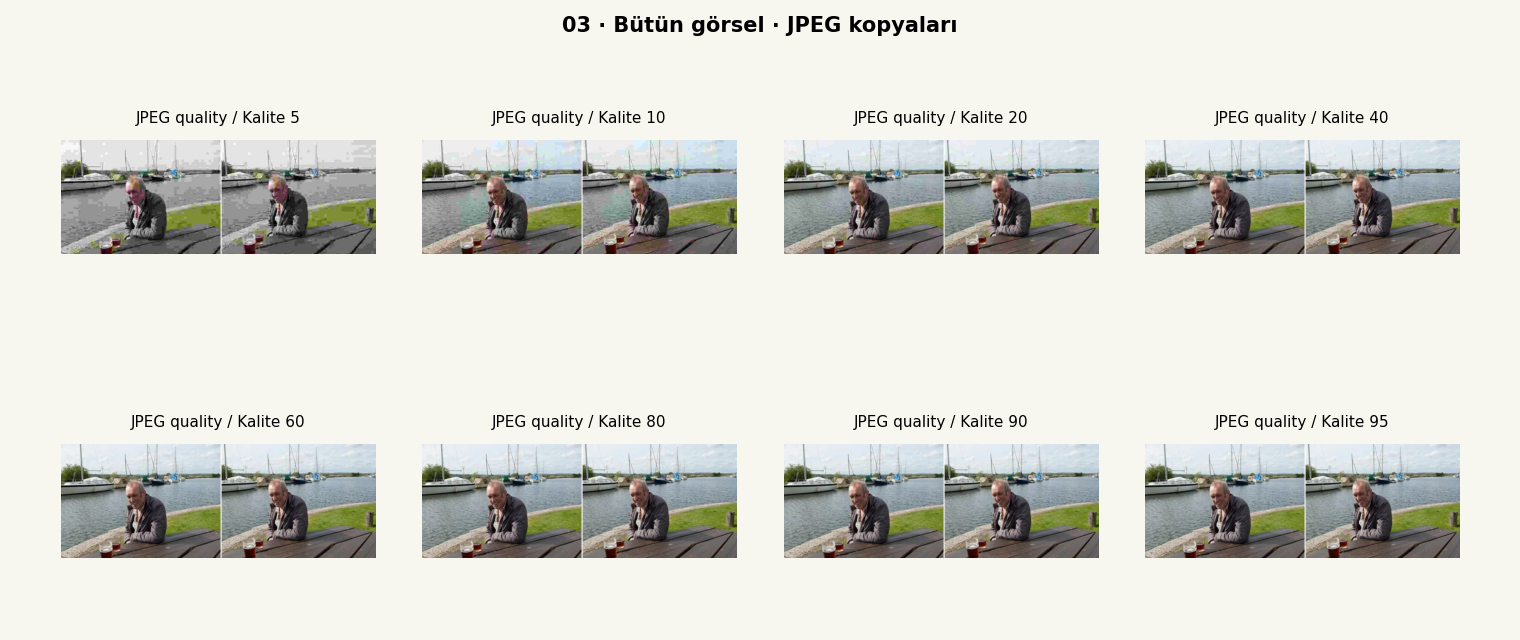 03 · Bütün görsel · JPEG kopyaları
JPEG quality / Kalite 5
JPEG quality / Kalite 10
JPEG quality / Kalite 20
JPEG quality / Kalite 40
JPEG quality / Kalite 60
JPEG quality / Kalite 80
JPEG quality / Kalite 90
JPEG quality / Kalite 95